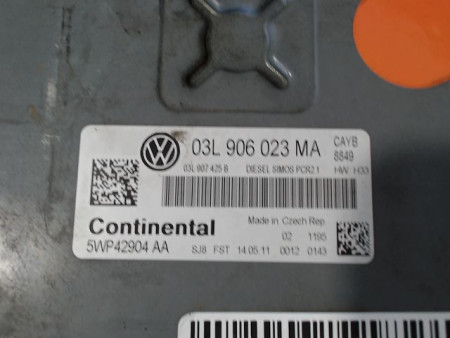 03L 906 023 MA
CAYB
8849
03L 907 425 B DIESEL SIMOS PCR2.1 HW: H33
Continental
5WP42904 AA
Made in Czech Rep
02 1195
SJ8 FST 14.05.11 0012 0143